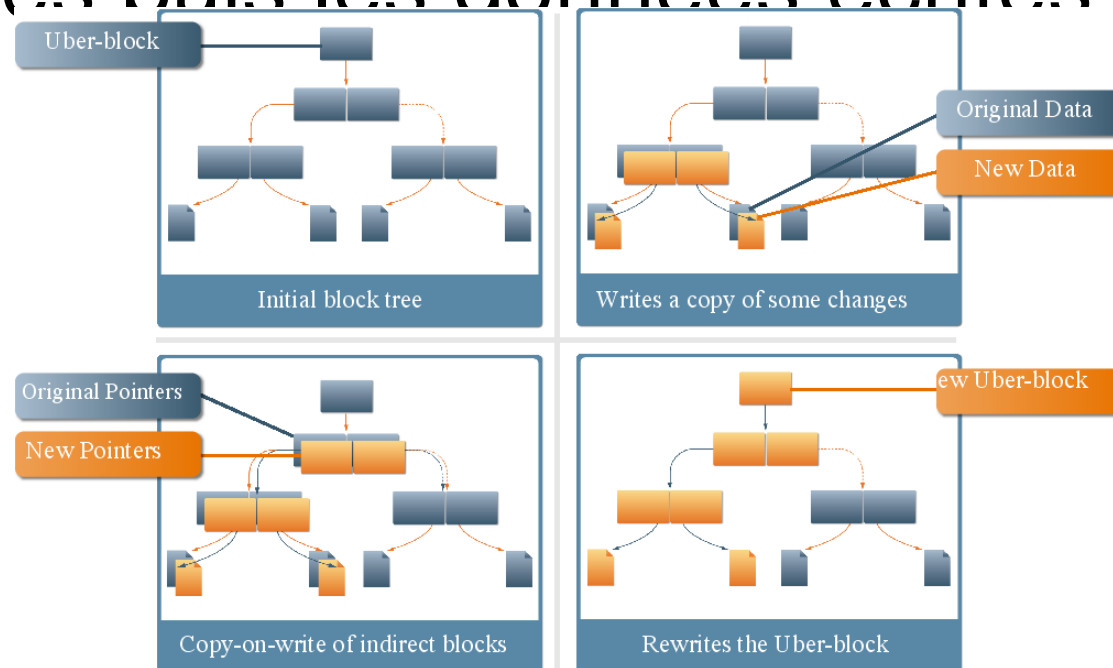 Uber-block
Original Data
New Data
Initial block tree
Writes a copy of some changes
Original Pointers
New Pointers
ew Uber-block
Copy-on-write of indirect blocks
Rewrites the Uber-block